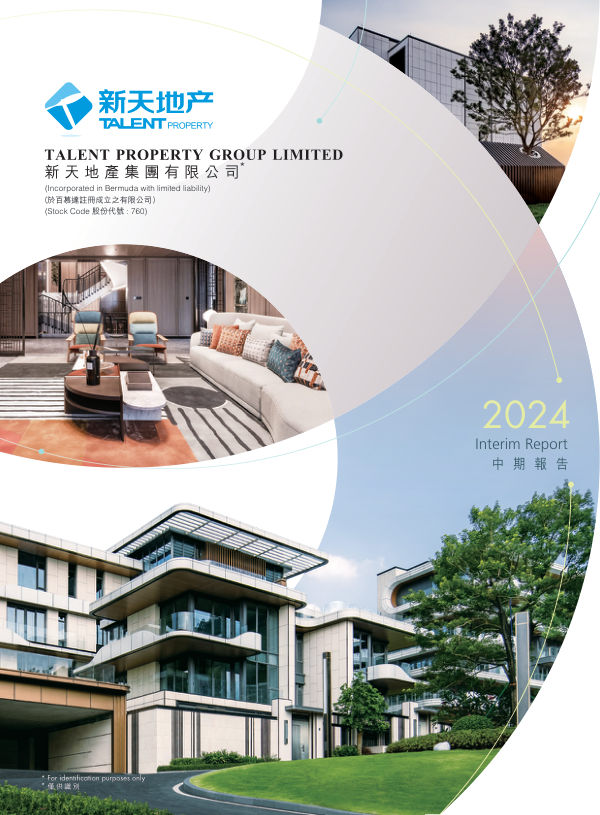 新天地产
TALENT PROPERTY
TALENT PROPERTY GROUP LIMITED
新天地產集團有限公司*
(Incorporated in Bermuda with limited liability)
(於百慕達註冊成立之有限公司)
(Stock Code 股份代號 : 760)
2024
Interim Report
中期報告
* For identification purposes only
* 僅供識別